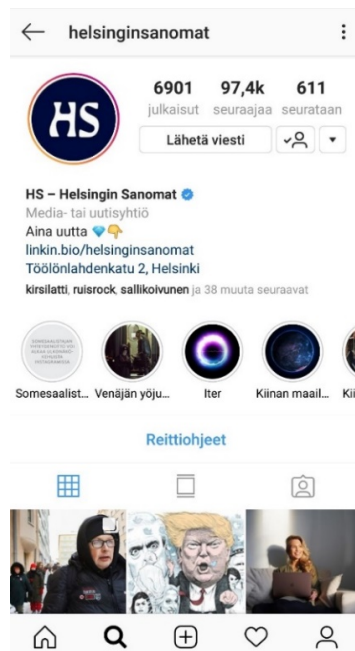 helsinginsanomat
6901 97,4k 611
julkaisut seuraajaa seurataan
HS
Lähetä viesti
HS – Helsingin Sanomat
Media- tai uutisyhtiö
Aina uutta
linkin.bio/helsinginsanomat
Töölönlahdenkatu 2, Helsinki
kirsilatti, ruisrock, sallikoivunen ja 38 muuta seuraavat
Somesaalist... Venäjän yöju... Iter Kiinan maail... Kii
Reittiohjeet